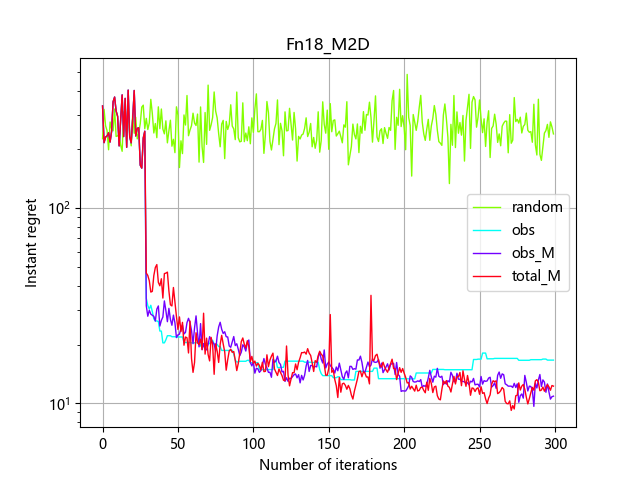 Fn18_M2D
Instant regret
10²
10¹
random
obs
obs_M
total_M
0 50 100 150 200 250 300
Number of iterations